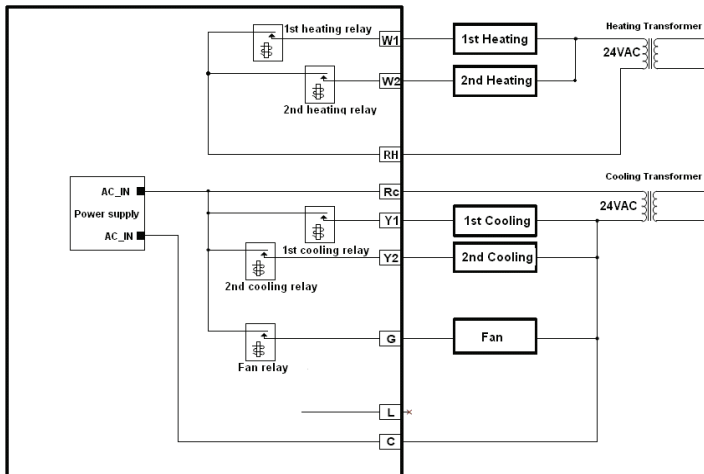 1st heating relay
W1
1st Heating
Heating Transformer
24VAC
W2
2nd Heating
2nd heating relay
RH
Cooling Transformer
AC_IN
Rc
24VAC
Power supply
Y1
1st Cooling
AC_IN
1st cooling relay
Y2
2nd Cooling
2nd cooling relay
G
Fan
Fan relay
L
C